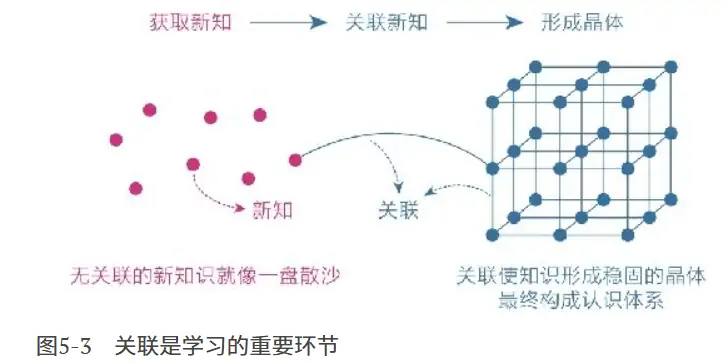 获取新知 关联新知 形成晶体
新知
关联
无关联的新知识就像一盘散沙
关联使知识形成稳固的晶体
最终构成认识体系
图5-3 关联是学习的重要环节